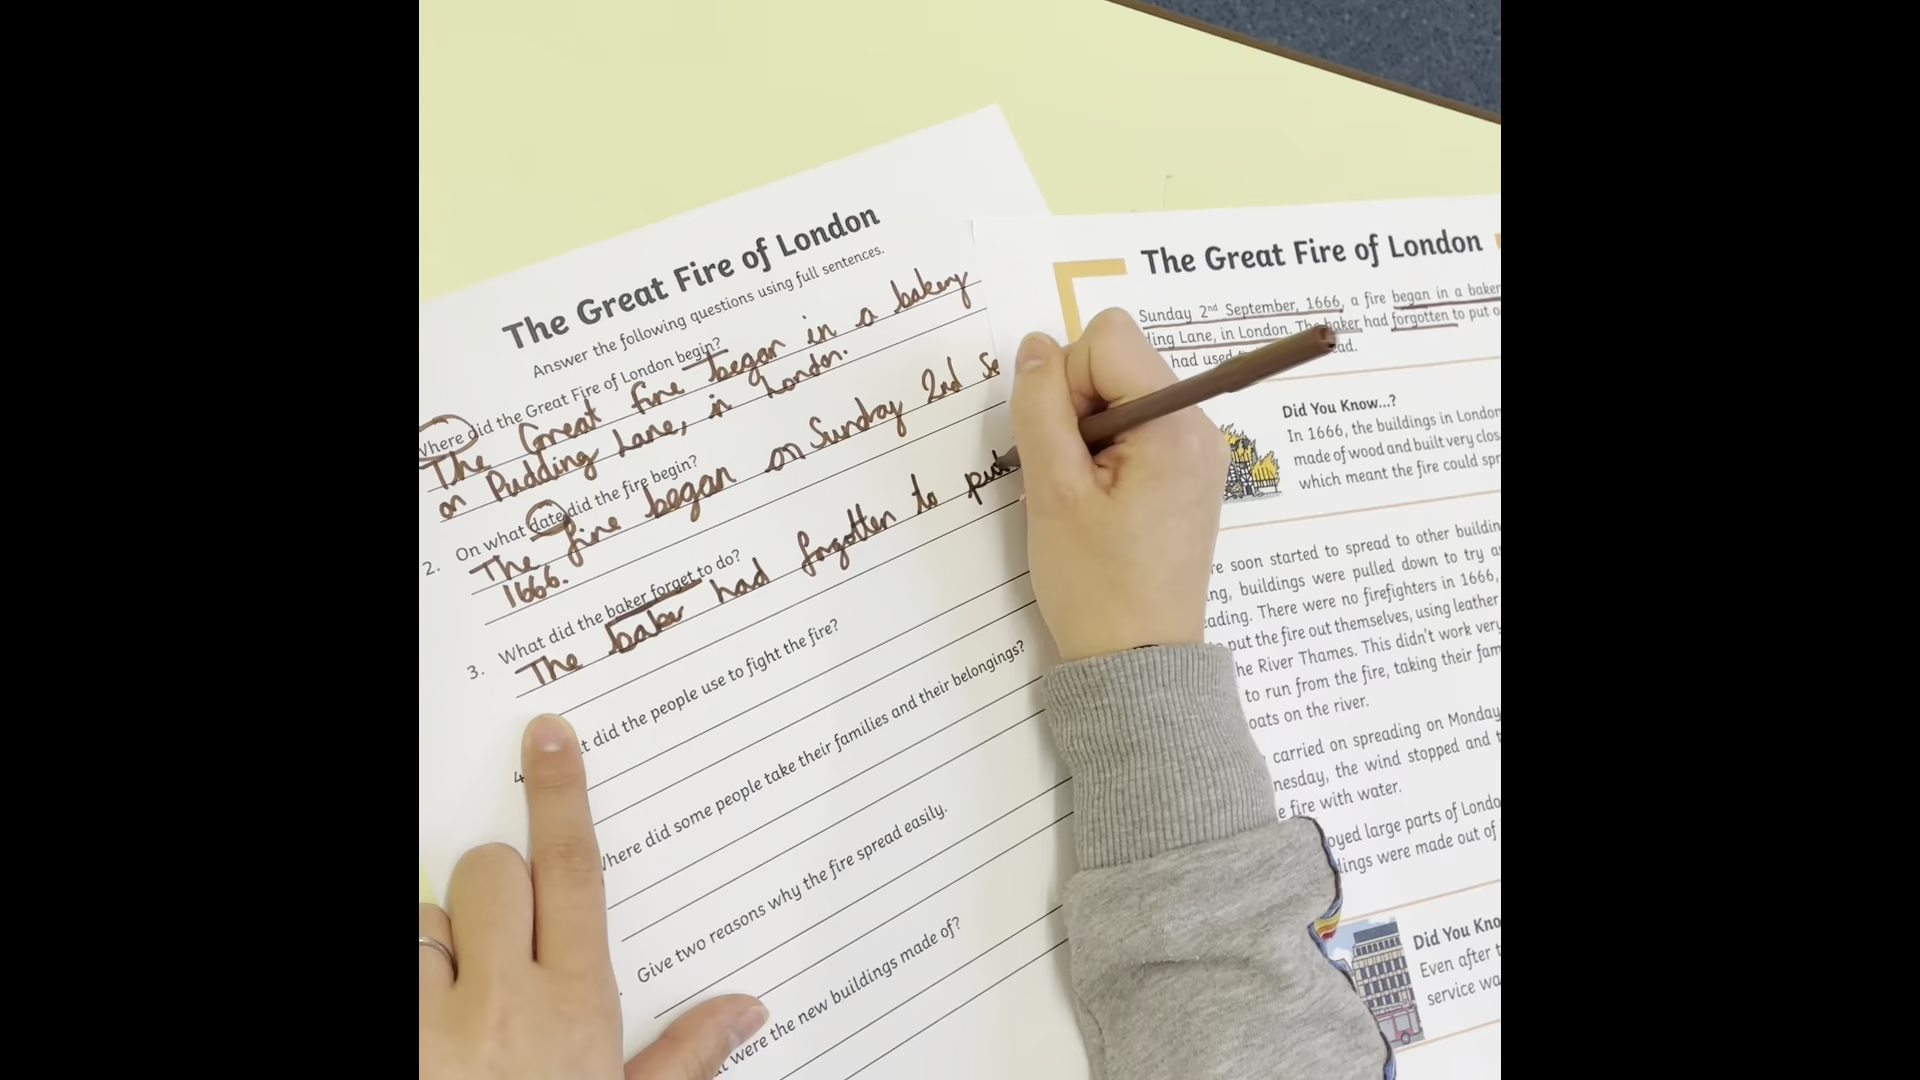 The Great Fire of London
Answer the following questions using full sentences.
Where did the Great Fire of London begin?
The Great fire began in a bakery
on Pudding Lane, in London.
2. On what date did the fire begin?
The fire began on Sunday 2nd Se
1666.
3. What did the baker forget to do?
The baker had forgotten to put
4
t did the people use to fight the fire?
Where did some people take their families and their belongings?
Give two reasons why the fire spread easily.
were the new buildings made of?
The Great Fire of London
Sunday 2nd September, 1666, a fire began in a baker
ding Lane, in London. The baker had forgotten to put o
had used ead.
Did You Know...?
In 1666, the buildings in London
made of wood and built very clos
which meant the fire could spr
re soon started to spread to other buildin
ng, buildings were pulled down to try a
eading. There were no firefighters in 1666,
put the fire out themselves, using leather
he River Thames. This didn't work very
to run from the fire, taking their fam
oats on the river.
carried on spreading on Monday
nesday, the wind stopped and t
e fire with water.
oyed large parts of Londo
ldings were made out of
Did You Kno
Even after t
service wa